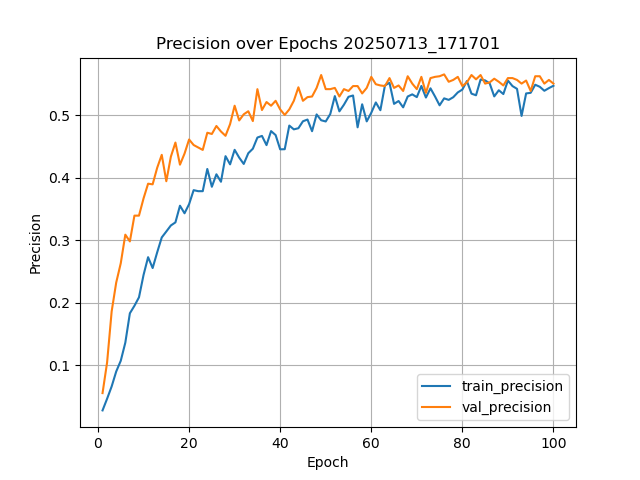 Precision over Epochs 20250713_171701
Precision
0.5
0.4
0.3
0.2
0.1
0 20 40 60 80 100
Epoch
train_precision
val_precision